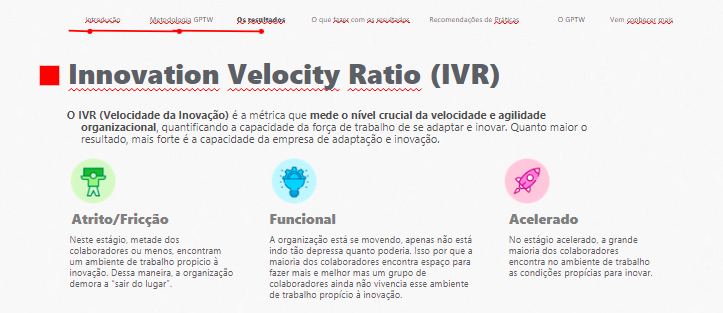 Introdução Metodologia GPTW Os resultados O que fazer com os resultados Recomendações de Práticas O GPTW Vem conhecer mais
Innovation Velocity Ratio (IVR)
O IVR (Velocidade da Inovação) é a métrica que mede o nível crucial da velocidade e agilidade
organizacional, quantificando a capacidade da força de trabalho de se adaptar e inovar. Quanto maior o
resultado, mais forte é a capacidade da empresa de adaptação e inovação.
Atrito/Fricção
Neste estágio, metade dos
colaboradores ou menos, encontram
um ambiente de trabalho propicio à
inovação. Dessa maneira, a organização
demora a "sair do lugar".
Funcional
A organização está se movendo, apenas não está
indo tão depressa quanto poderia. Isso por que a
maioria dos colaboradores encontra espaço para
fazer mais e melhor mas um grupo de
colaboradores ainda não vivencia esse ambiente
de trabalho propício à inovação.
Acelerado
No estágio acelerado, a grande
maioria dos colaboradores
encontra no ambiente de trabalho
as condições propícias para inovar.